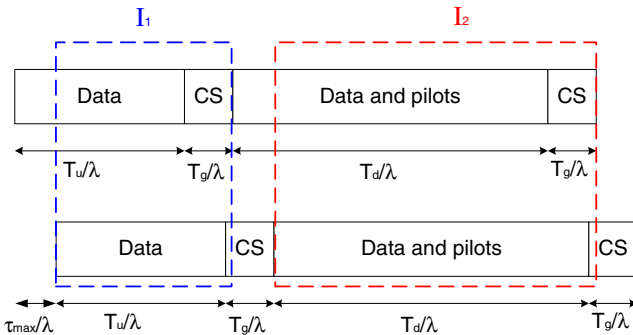 I₁ I₂
Data CS Data and pilots CS
Tᵤ/λ T_g/λ T_d/λ T_g/λ
Data CS Data and pilots CS
τₘₐₓ/λ Tᵤ/λ T_g/λ T_d/λ T_g/λ